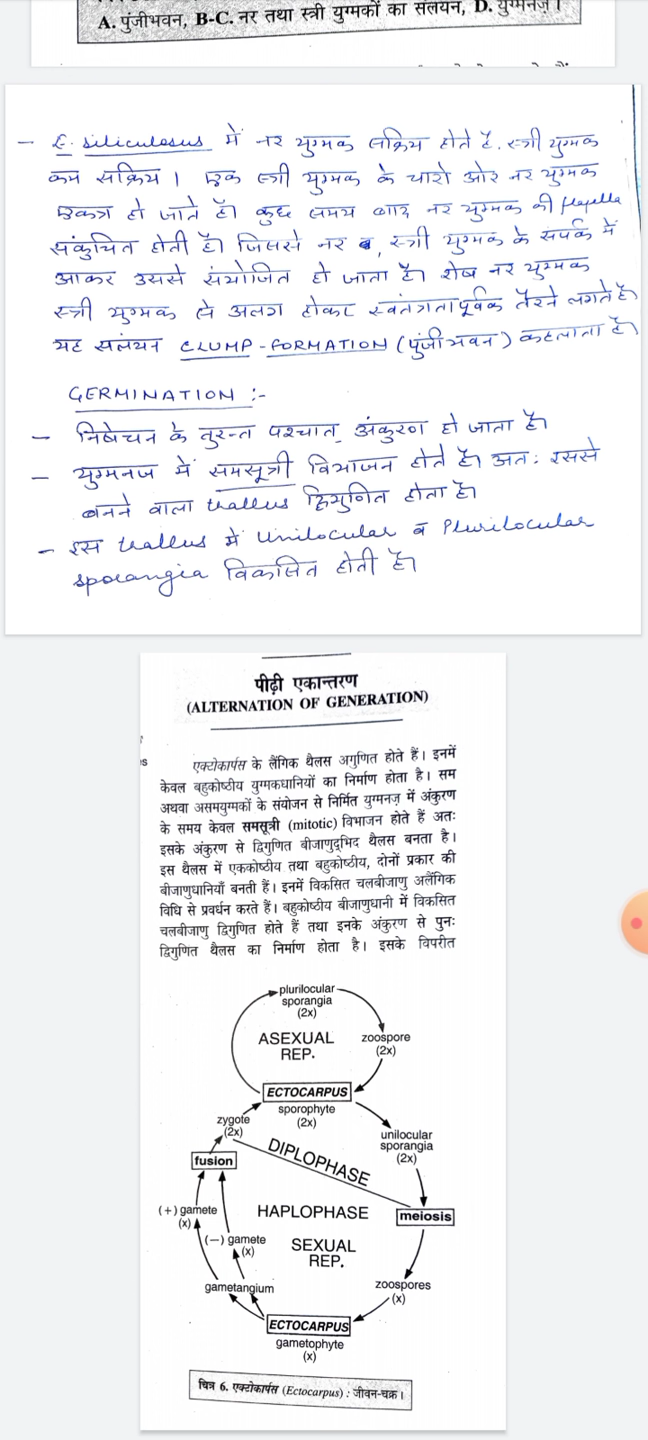 A. पुंजीभवन, B-C. नर तथा स्त्री युग्मकों का संलयन, D. युग्मनज़।
- E. siliculosus में नर युग्मक सक्रिय होते है, स्त्री युग्मक
कम सक्रिय। एक स्त्री युग्मक के चारो ओर नर युग्मक
एकत्र हो जाते हैं। कुछ समय बाद नर युग्मक की flagella
संकुचित होती है। जिससे नर स्त्री युग्मक के संपर्क में
आकर उससे संयोजित हो जाता है। शेष नर युग्मक
स्त्री युग्मक से अलग होकर स्वतंत्रतापूर्वक तैरने लगते है।
यह सलंयन CLUMP-FORMATION (पुंजीभवन) कहलाता है।
GERMINATION :-
- निषेचन के तुरन्त पश्चात् अंकुरण हो जाता है।
- युग्मनज में समसूत्री विभाजन होते है। अत: इससे
बनने वाला thallus द्विगुनित होता है।
- इस thallus में Unilocular व Plurilocular
sporangia विकसित होती है।
पीढ़ी एकान्तरण
(ALTERNATION OF GENERATION)
s
एक्टोकार्पस के लैंगिक थैलस अगुणित होते हैं। इनमें
केवल बहुकोष्ठीय युग्मकधानियों का निर्माण होता है। सम
अथवा असमयुग्मकों के संयोजन से निर्मित युग्मनज़ में अंकुरण
के समय केवल समसूत्री (mitotic) विभाजन होते हैं अतः
इसके अंकुरण से द्विगुणित बीजाणुद्भिद थैलस बनता है।
इस थैलस में एककोष्ठीय तथा बहुकोष्ठीय, दोनों प्रकार की
बीजाणुधानियाँ बनती हैं। इनमें विकसित चलबीजाणु अलैंगिक
विधि से प्रवर्धन करते हैं। बहुकोष्ठीय बीजाणुधानी में विकसित
चलबीजाणु द्विगुणित होते हैं तथा इनके अंकुरण से पुनः
द्विगुणित थैलस का निर्माण होता है। इसके विपरीत
plurilocular
sporangia
(2x)
ASEXUAL
REP.
zoospore
(2x)
ECTOCARPUS
sporophyte
(2x)
zygote
(2x)
unilocular
sporangia
(2x)
fusion
DIPLOPHASE
(+) gamete
(x)
HAPLOPHASE
meiosis
(−) gamete
(x)
SEXUAL
REP.
gametangium
zoospores
(x)
ECTOCARPUS
gametophyte
(x)
चित्र 6. एक्टोकार्पस (Ectocarpus) : जीवन-चक्र।